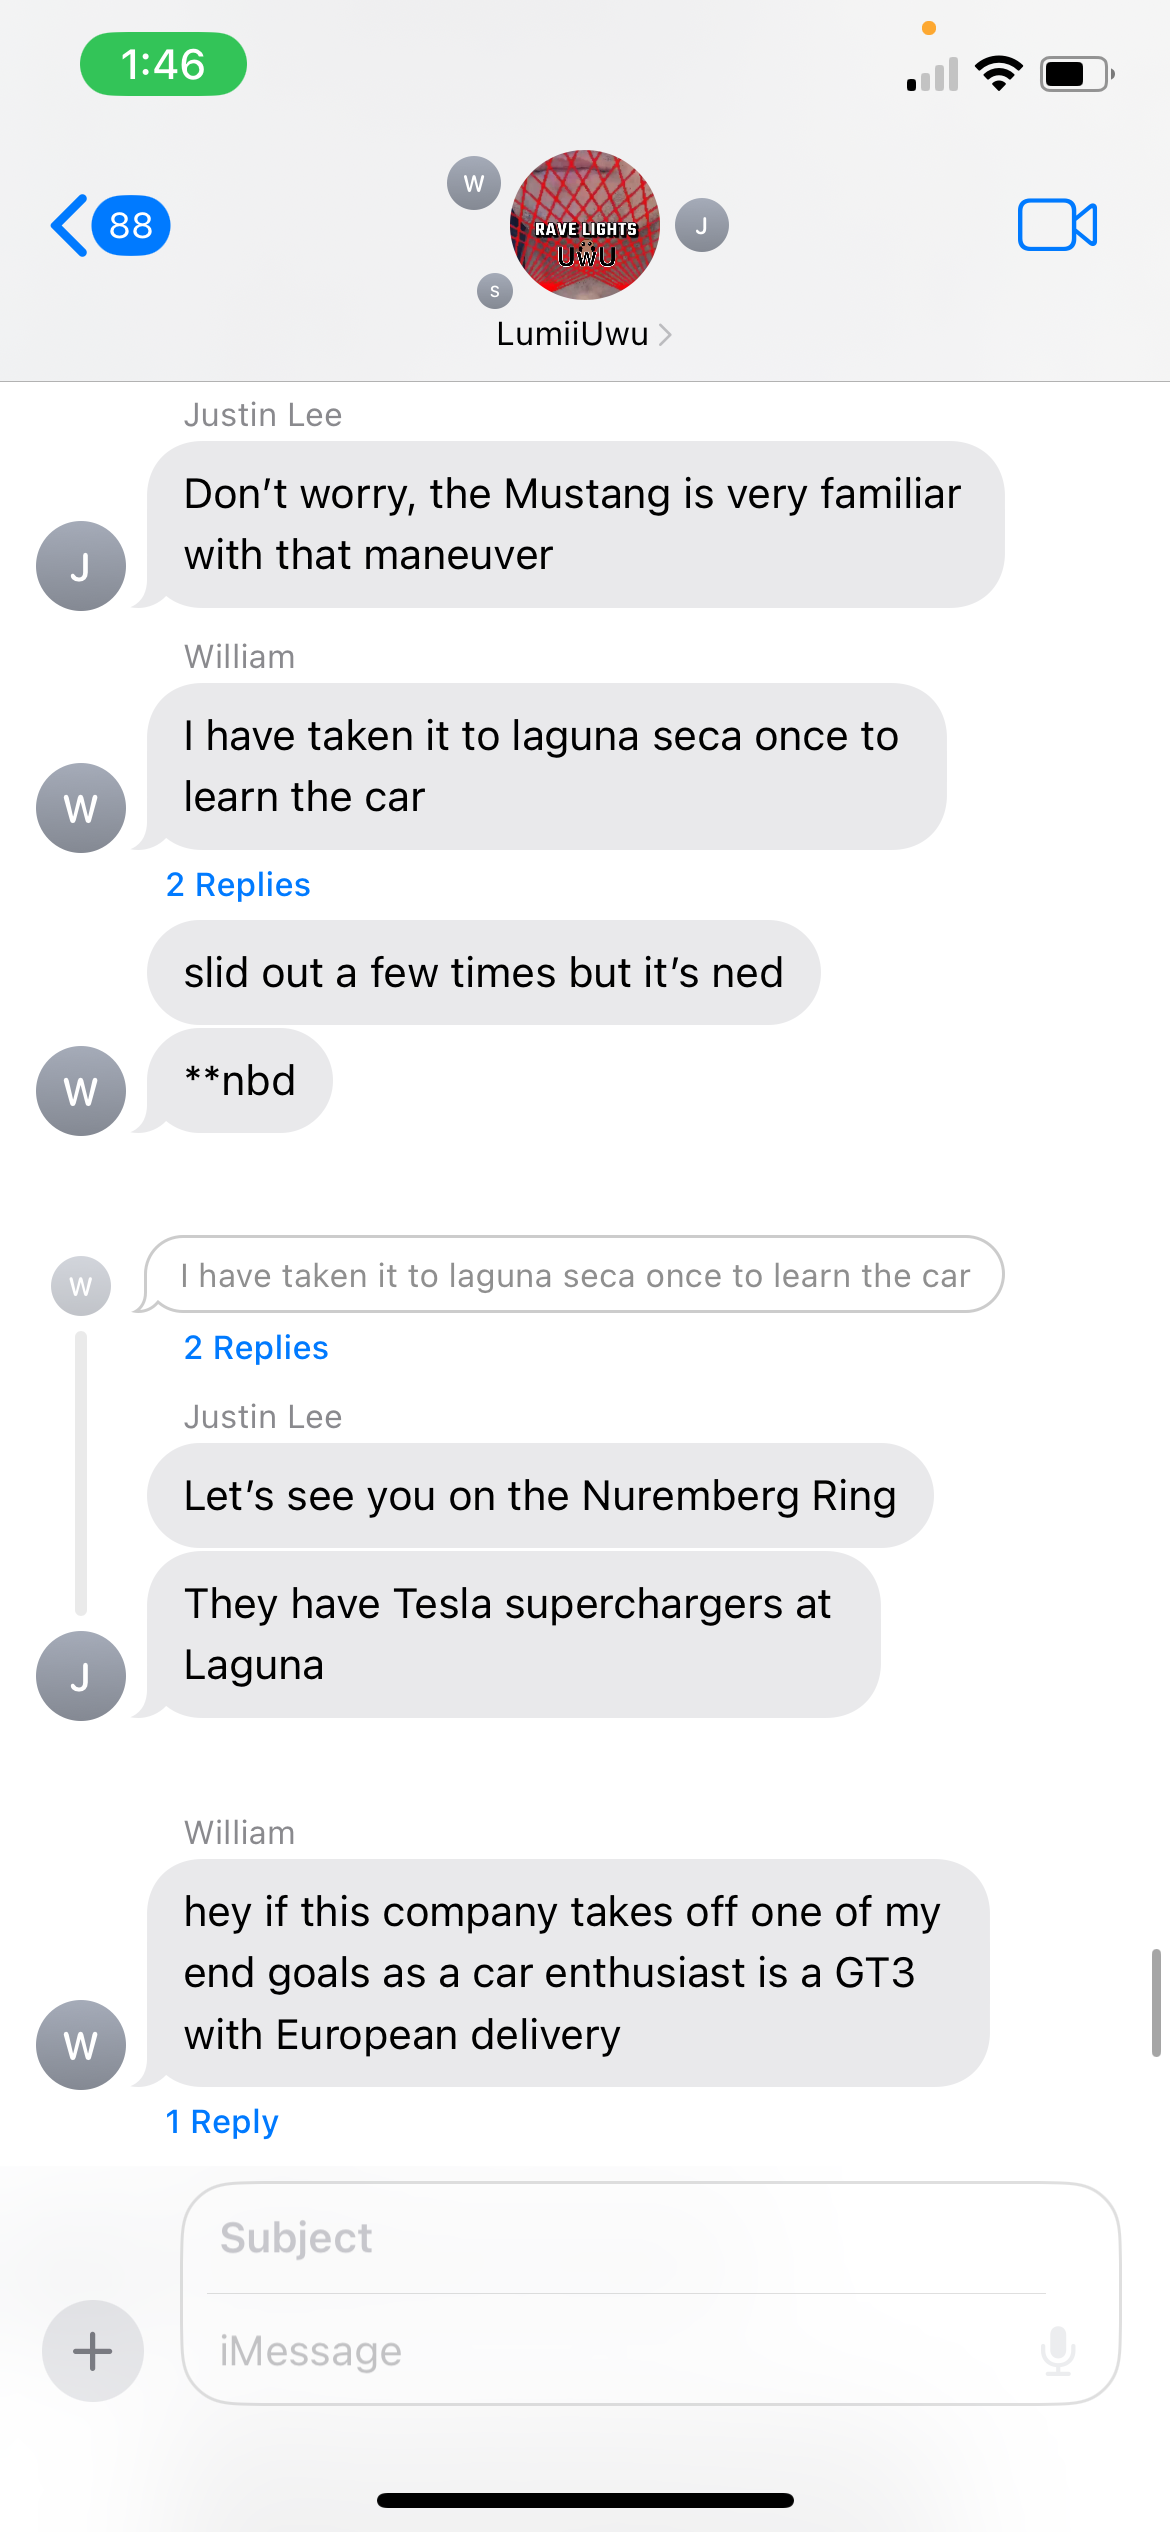 1:46
88
W
J
S
RAVE LIGHTS
UWU
LumiiUwu
Justin Lee
Don’t worry, the Mustang is very familiar
with that maneuver
J
William
I have taken it to laguna seca once to
learn the car
W
2 Replies
slid out a few times but it’s ned
**nbd
W
W
I have taken it to laguna seca once to learn the car
2 Replies
Justin Lee
Let’s see you on the Nuremberg Ring
They have Tesla superchargers at
Laguna
J
William
hey if this company takes off one of my
end goals as a car enthusiast is a GT3
with European delivery
W
1 Reply
Subject
iMessage